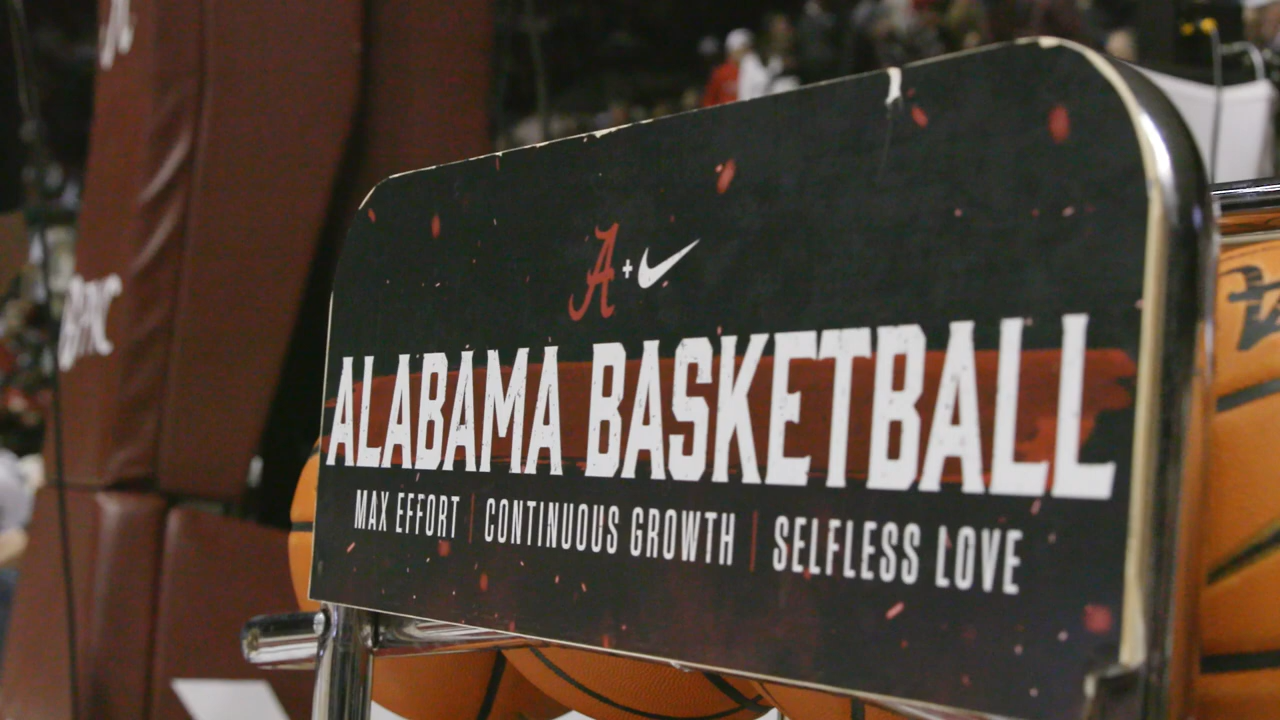 A+
ALABAMA BASKETBALL
MAX EFFORT | CONTINUOUS GROWTH | SELFLESS LOVE